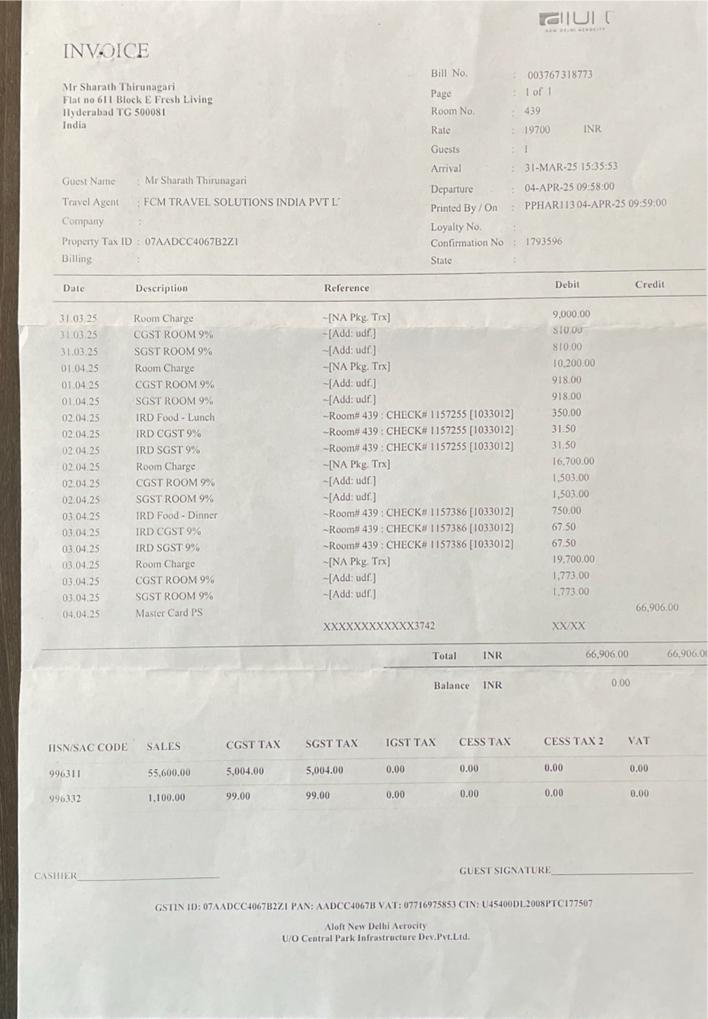 NEW DELHI AEROCITY
INVOICE
Mr Sharath Thirunagari
Flat no 611 Block E Fresh Living
Hyderabad TG 500081
India
Bill No. : 003767318773
Page : 1 of 1
Room No. : 439
Rate : 19700 INR
Guests : 1
Arrival : 31-MAR-25 15:35:53
Departure : 04-APR-25 09:58:00
Printed By / On : PPHAR113 04-APR-25 09:59:00
Loyalty No. :
Confirmation No : 1793596
State :
Guest Name : Mr Sharath Thirunagari
Travel Agent : FCM TRAVEL SOLUTIONS INDIA PVT L
Company :
Property Tax ID : 07AADCC4067B2Z1
Billing :
Date Description Reference Debit Credit
31.03.25 Room Charge ~[NA Pkg. Trx] 9,000.00
31.03.25 CGST ROOM 9% ~[Add: udf.] 810.00
31.03.25 SGST ROOM 9% ~[Add: udf.] 810.00
01.04.25 Room Charge ~[NA Pkg. Trx] 10,200.00
01.04.25 CGST ROOM 9% ~[Add: udf.] 918.00
01.04.25 SGST ROOM 9% ~[Add: udf.] 918.00
02.04.25 IRD Food - Lunch ~Room# 439 : CHECK# 1157255 [1033012] 350.00
02.04.25 IRD CGST 9% ~Room# 439 : CHECK# 1157255 [1033012] 31.50
02.04.25 IRD SGST 9% ~Room# 439 : CHECK# 1157255 [1033012] 31.50
02.04.25 Room Charge ~[NA Pkg. Trx] 16,700.00
02.04.25 CGST ROOM 9% ~[Add: udf.] 1,503.00
02.04.25 SGST ROOM 9% ~[Add: udf.] 1,503.00
03.04.25 IRD Food - Dinner ~Room# 439 : CHECK# 1157386 [1033012] 750.00
03.04.25 IRD CGST 9% ~Room# 439 : CHECK# 1157386 [1033012] 67.50
03.04.25 IRD SGST 9% ~Room# 439 : CHECK# 1157386 [1033012] 67.50
03.04.25 Room Charge ~[NA Pkg. Trx] 19,700.00
03.04.25 CGST ROOM 9% ~[Add: udf.] 1,773.00
03.04.25 SGST ROOM 9% ~[Add: udf.] 1,773.00
04.04.25 Master Card PS 66,906.00
XXXXXXXXXXXX3742 XX/XX
Total INR 66,906.00 66,906.00
Balance INR 0.00
HSN/SAC CODE SALES CGST TAX SGST TAX IGST TAX CESS TAX CESS TAX 2 VAT
996311 55,600.00 5,004.00 5,004.00 0.00 0.00 0.00 0.00
996332 1,100.00 99.00 99.00 0.00 0.00 0.00 0.00
CASHIER
GUEST SIGNATURE
GSTIN ID: 07AADCC4067B2Z1 PAN: AADCC4067B VAT: 07716975853 CIN: U45400DL2008PTC177507
Aloft New Delhi Aerocity
U/O Central Park Infrastructure Dev.Pvt.Ltd.